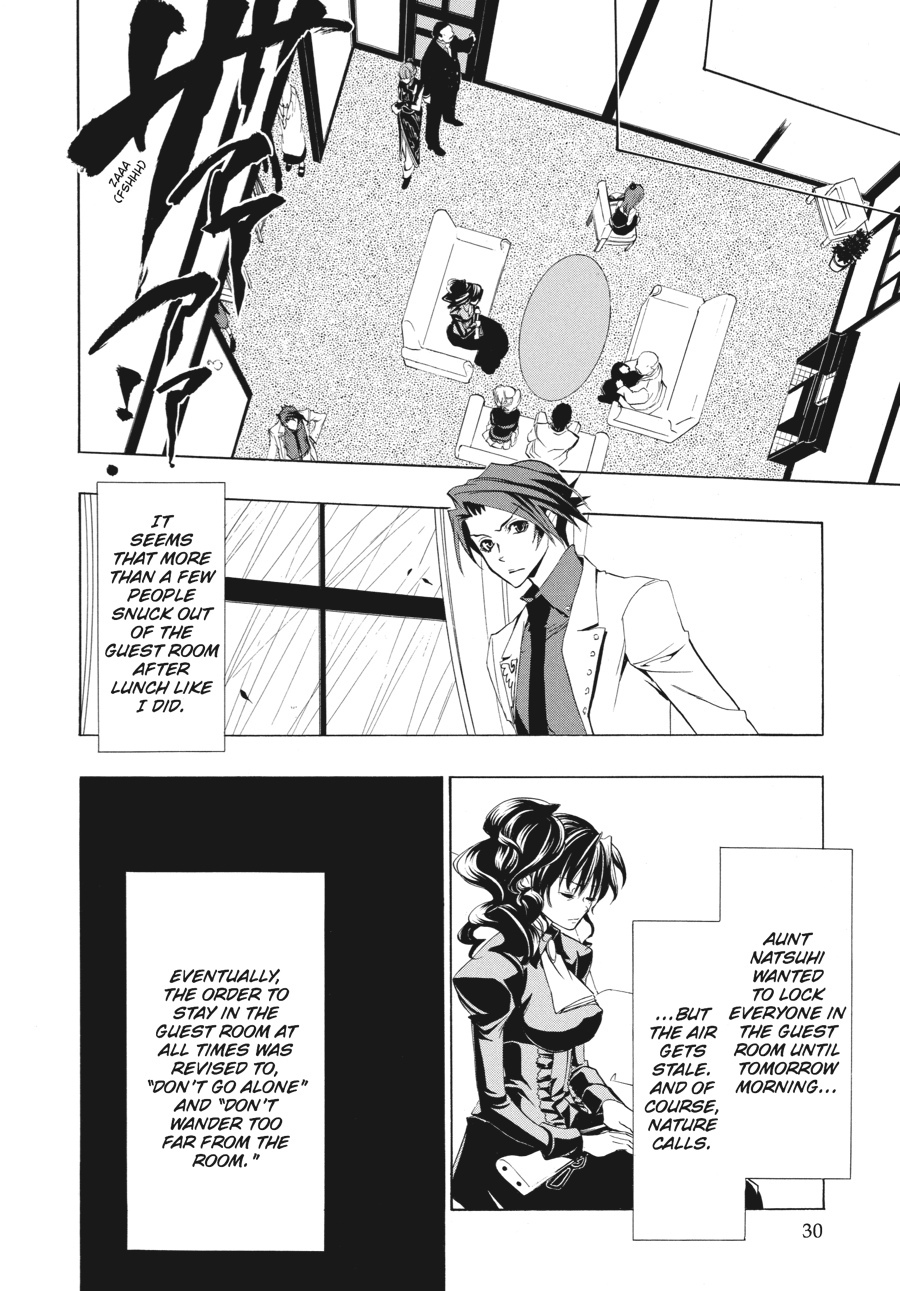 ザアアッ
ZAAA
(FSHHH)
IT
SEEMS
THAT MORE
THAN A FEW
PEOPLE
SNUCK OUT
OF THE
GUEST ROOM
AFTER
LUNCH LIKE
I DID.
AUNT
NATSUHI
WANTED
TO LOCK
EVERYONE IN
THE GUEST
ROOM UNTIL
TOMORROW
MORNING...
...BUT
THE AIR
GETS
STALE.
AND OF
COURSE,
NATURE
CALLS.
EVENTUALLY,
THE ORDER TO
STAY IN THE
GUEST ROOM AT
ALL TIMES WAS
REVISED TO,
"DON'T GO ALONE"
AND "DON'T
WANDER TOO
FAR FROM THE
ROOM."
30